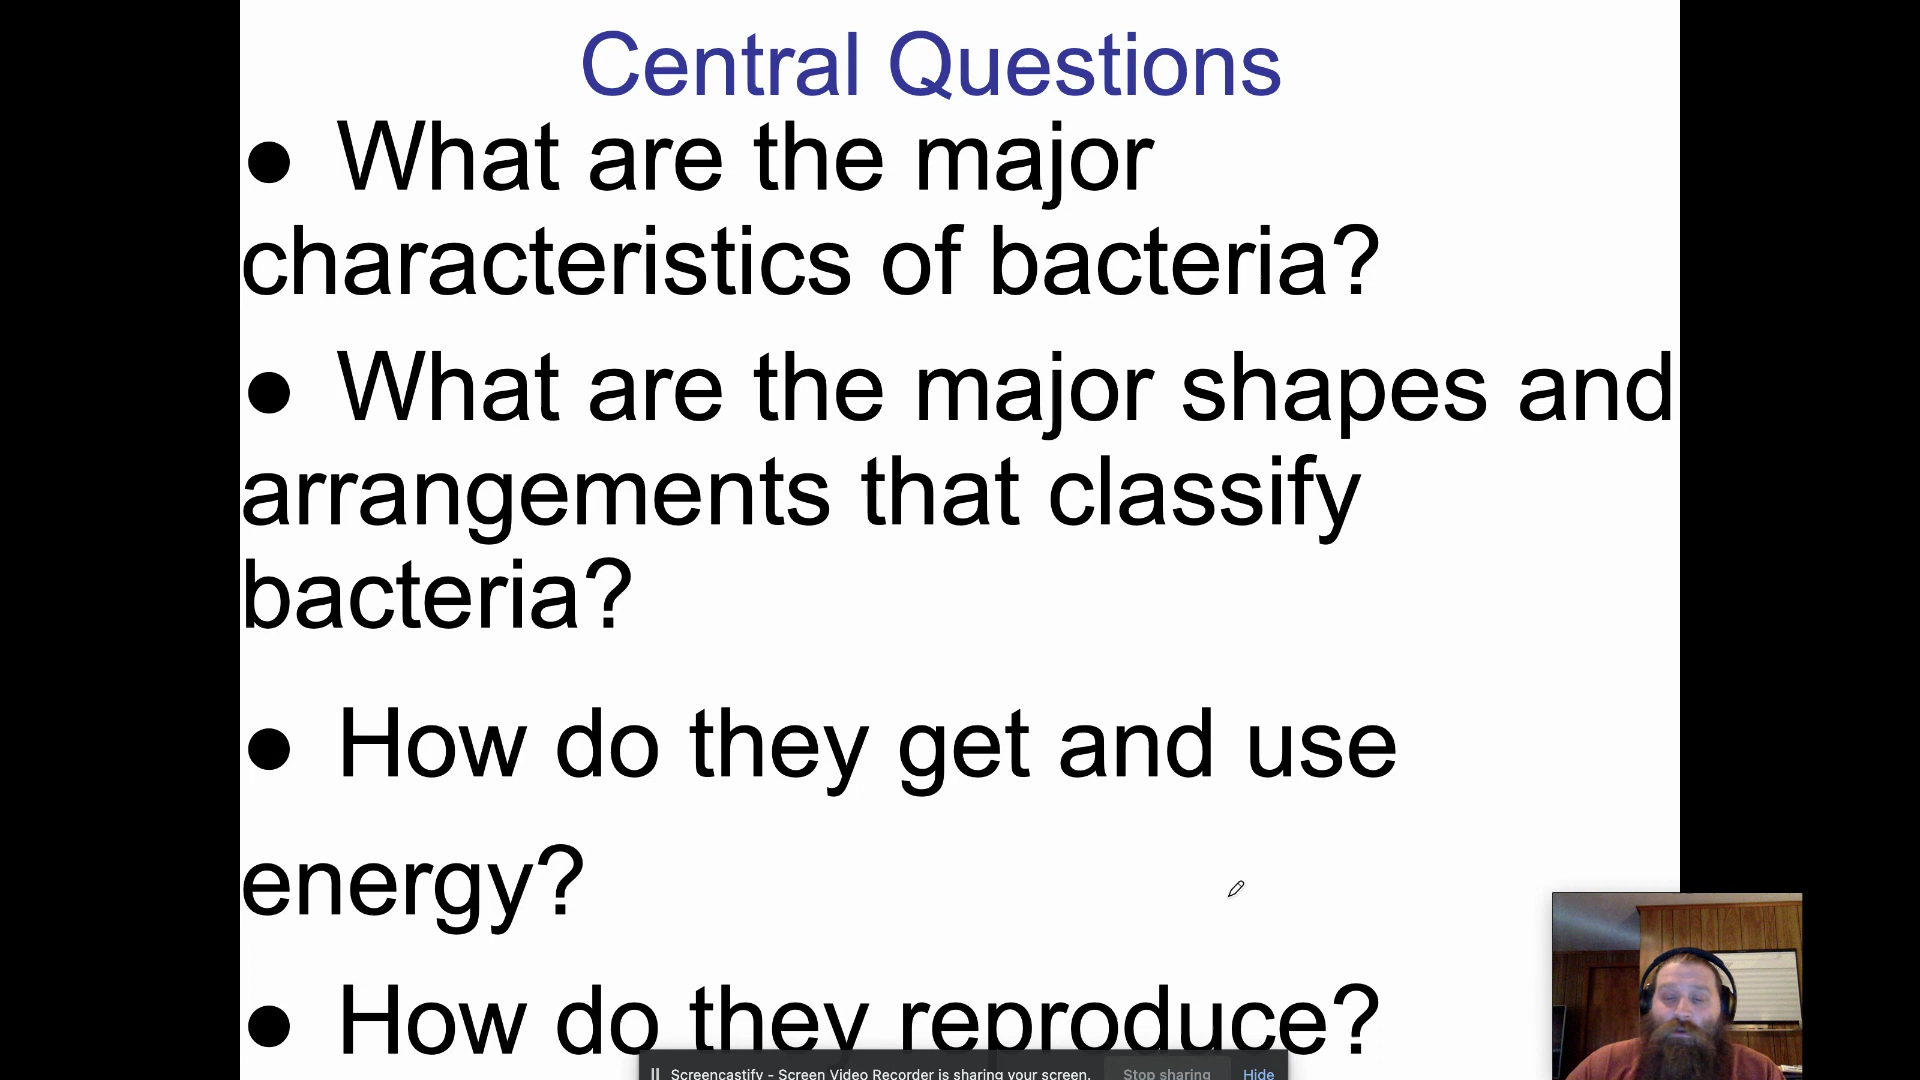 Central Questions
● What are the major
characteristics of bacteria?
● What are the major shapes and
arrangements that classify
bacteria?
● How do they get and use
energy?
● How do they reproduce?
Screencastify - Screen Video Recorder is sharing your screen. Stop sharing Hide